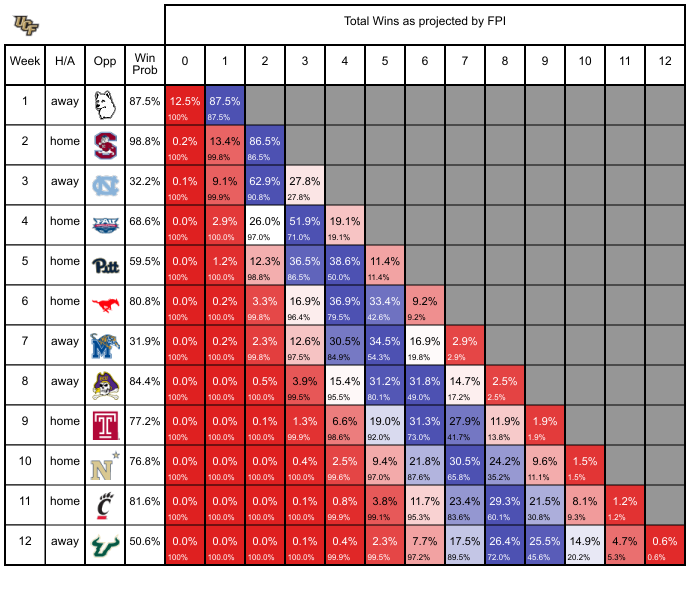 UCF
Total Wins as projected by FPI
Week H/A Opp Win Prob 0 1 2 3 4 5 6 7 8 9 10 11 12
1 away 87.5% 12.5% 87.5%
100% 87.5%
2 home 98.8% 0.2% 13.4% 86.5%
100% 99.8% 86.5%
3 away NC 32.2% 0.1% 9.1% 62.9% 27.8%
100% 99.9% 90.8% 27.8%
4 home FAU 68.6% 0.0% 2.9% 26.0% 51.9% 19.1%
100% 100.0% 97.0% 71.0% 19.1%
5 home Pitt 59.5% 0.0% 1.2% 12.3% 36.5% 38.6% 11.4%
100% 100.0% 98.8% 86.5% 50.0% 11.4%
6 home 80.8% 0.0% 0.2% 3.3% 16.9% 36.9% 33.4% 9.2%
100% 100.0% 99.8% 96.4% 79.5% 42.6% 9.2%
7 away M 31.9% 0.0% 0.2% 2.3% 12.6% 30.5% 34.5% 16.9% 2.9%
100% 100.0% 99.8% 97.5% 84.9% 54.3% 19.8% 2.9%
8 away 84.4% 0.0% 0.0% 0.5% 3.9% 15.4% 31.2% 31.8% 14.7% 2.5%
100% 100.0% 100.0% 99.5% 95.5% 80.1% 49.0% 17.2% 2.5%
9 home T 77.2% 0.0% 0.0% 0.1% 1.3% 6.6% 19.0% 31.3% 27.9% 11.9% 1.9%
100% 100.0% 100.0% 99.9% 98.6% 92.0% 73.0% 41.7% 13.8% 1.9%
10 home N 76.8% 0.0% 0.0% 0.0% 0.4% 2.5% 9.4% 21.8% 30.5% 24.2% 9.6% 1.5%
100% 100.0% 100.0% 100.0% 99.6% 97.0% 87.6% 65.8% 35.2% 11.1% 1.5%
11 home C 81.6% 0.0% 0.0% 0.0% 0.1% 0.8% 3.8% 11.7% 23.4% 29.3% 21.5% 8.1% 1.2%
100% 100.0% 100.0% 100.0% 99.9% 99.1% 95.3% 83.6% 60.1% 30.8% 9.3% 1.2%
12 away 50.6% 0.0% 0.0% 0.0% 0.1% 0.4% 2.3% 7.7% 17.5% 26.4% 25.5% 14.9% 4.7% 0.6%
100% 100.0% 100.0% 100.0% 99.9% 99.5% 97.2% 89.5% 72.0% 45.6% 20.2% 5.3% 0.6%